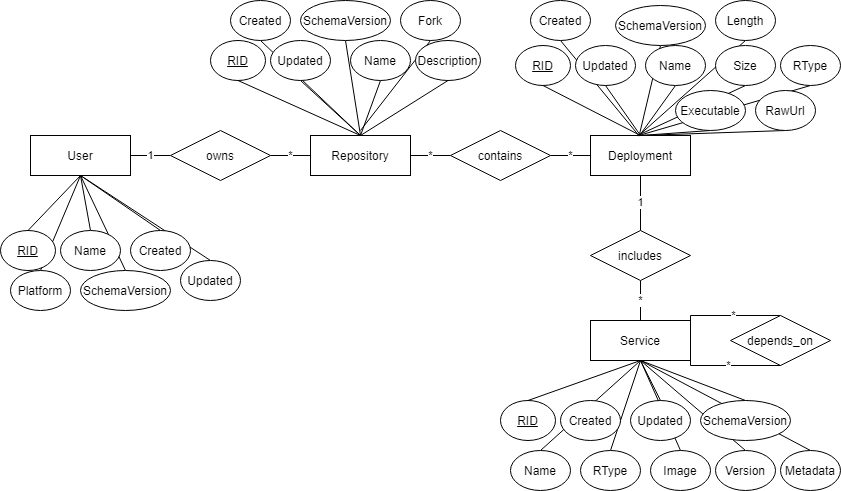 Created
SchemaVersion
Fork
RID
Updated
Name
Description
Created
SchemaVersion
Length
RID
Updated
Name
Size
RType
Executable
RawUrl
User
1
owns
*
Repository
*
contains
*
Deployment
RID
Name
Created
Platform
SchemaVersion
Updated
1
includes
*
Service
*
depends_on
*
RID
Created
Updated
SchemaVersion
Name
RType
Image
Version
Metadata